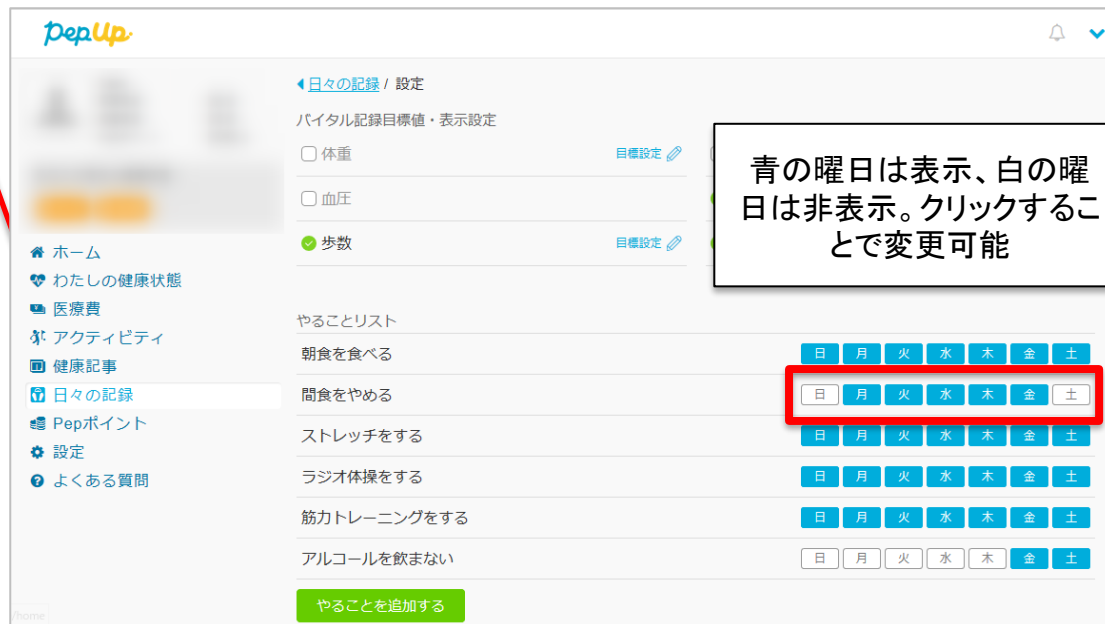 PepUp
日々の記録 / 設定
バイタル記録目標値・表示設定
体重 目標設定
血圧
歩数 目標設定
青の曜日は表示、白の曜
日は非表示。クリックするこ
とで変更可能
ホーム
わたしの健康状態
医療費
アクティビティ
健康記事
日々の記録
Pepポイント
設定
よくある質問
やることリスト
朝食を食べる 日 月 火 水 木 金 土
間食をやめる 日 月 火 水 木 金 土
ストレッチをする 日 月 火 水 木 金 土
ラジオ体操をする 日 月 火 水 木 金 土
筋力トレーニングをする 日 月 火 水 木 金 土
アルコールを飲まない 日 月 火 水 木 金 土
やることを追加する
/home